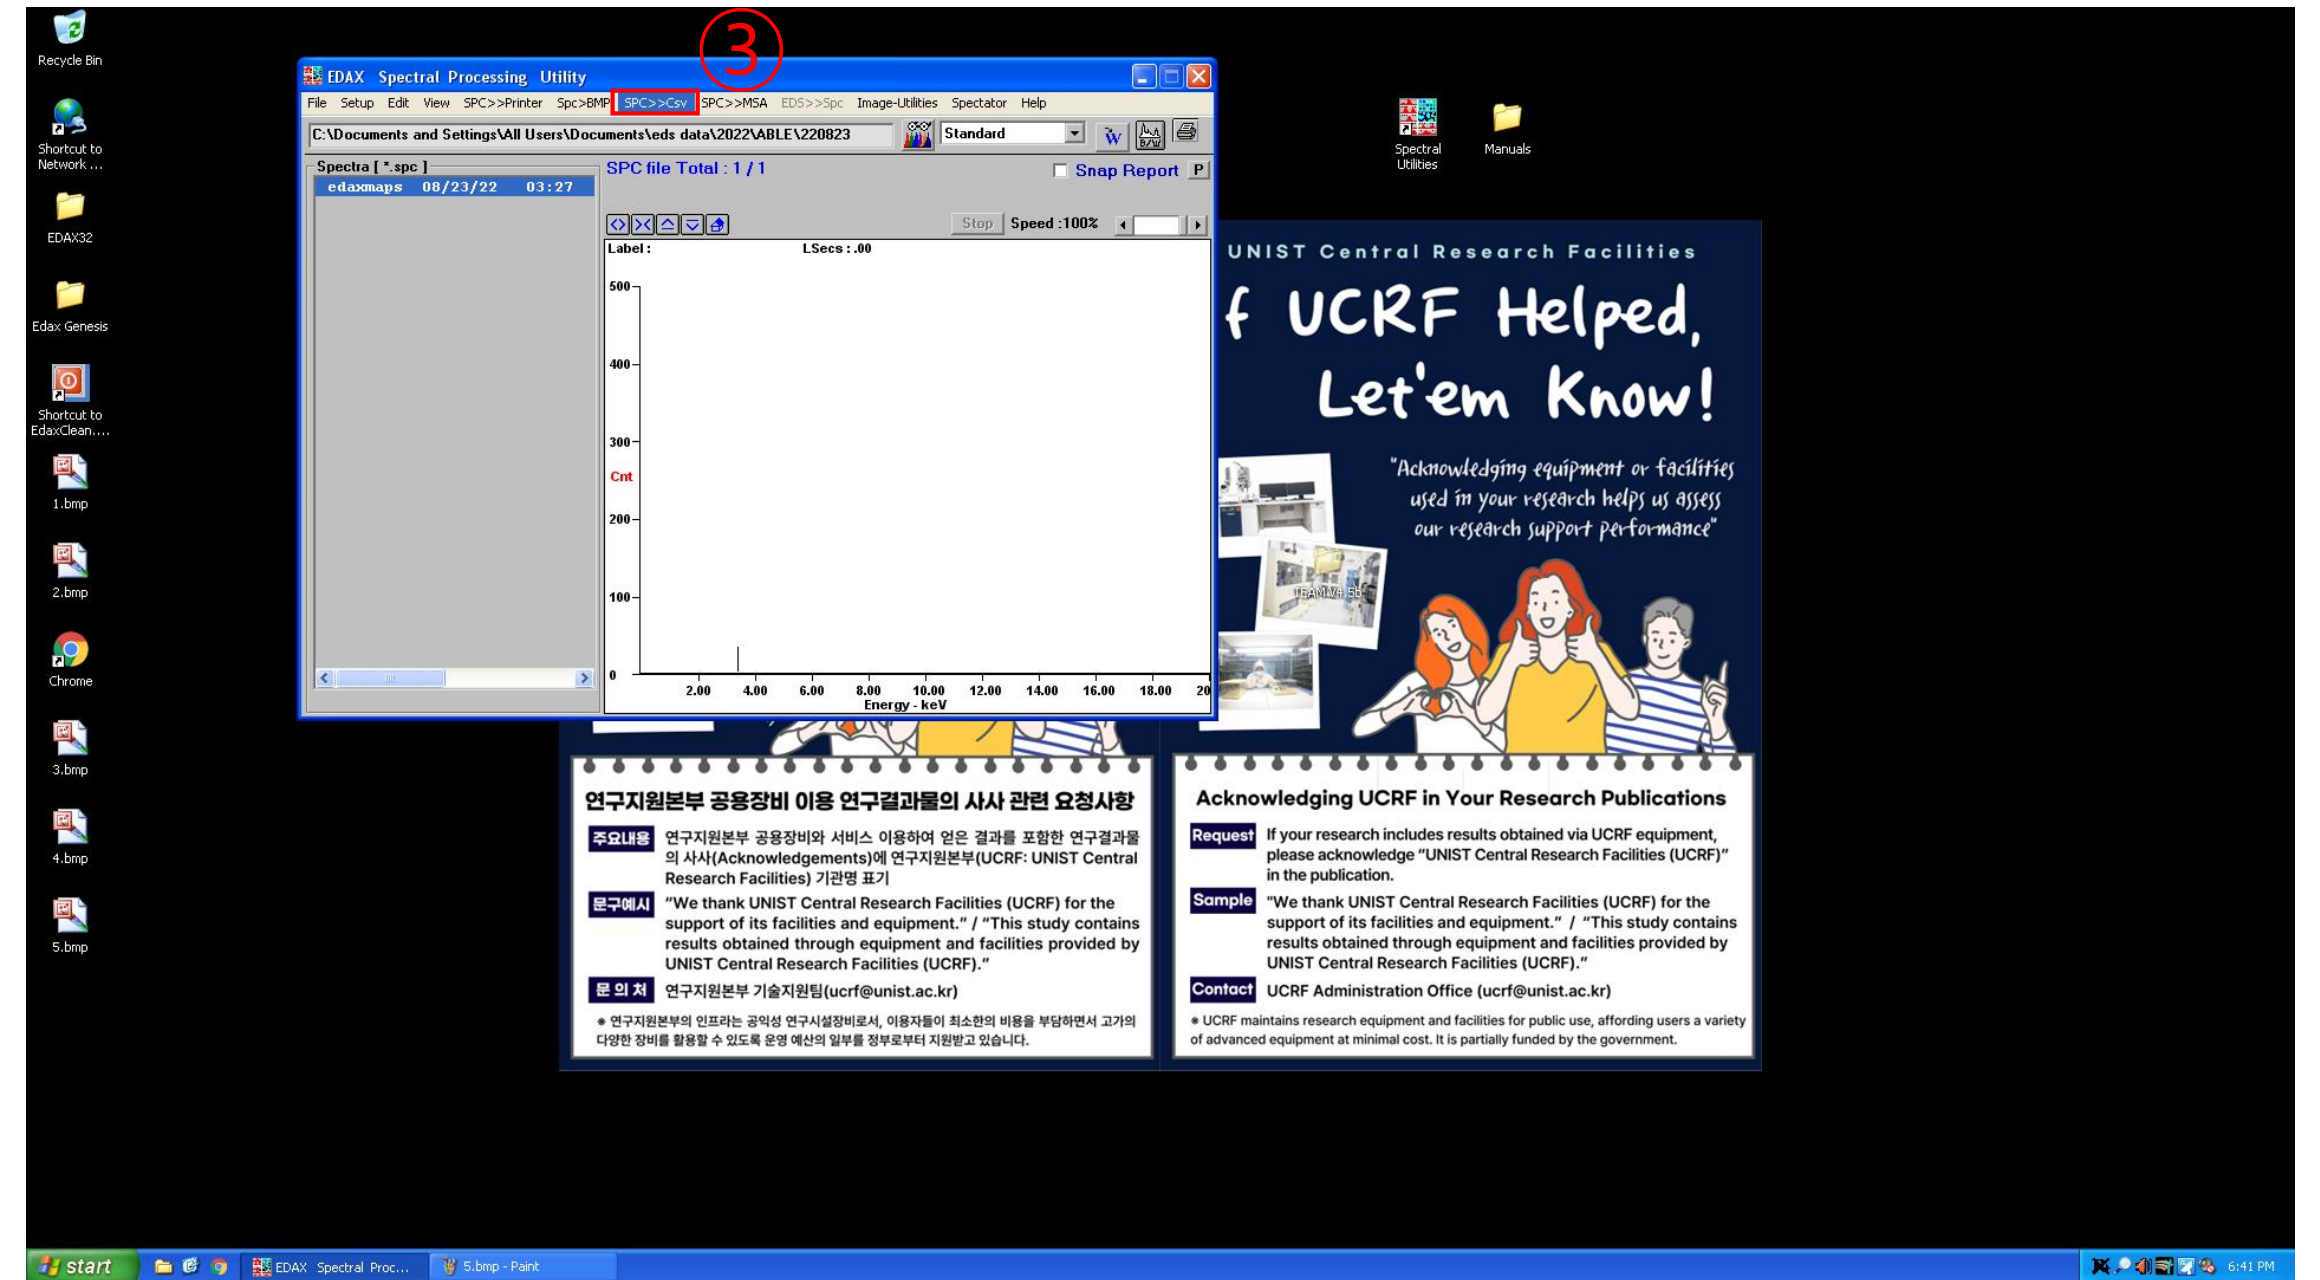 ③
Recycle Bin
Shortcut to
Network ...
EDAX32
Edax Genesis
Shortcut to
EdaxClean....
1.bmp
2.bmp
Chrome
3.bmp
4.bmp
5.bmp
EDAX Spectral Processing Utility
File Setup Edit View SPC>>Printer Spc>BMP SPC>>Csv SPC>>MSA EDS>>Spc Image-Utilities Spectator Help
C:\Documents and Settings\All Users\Documents\eds data\2022\ABLE\220823
Standard
W
B/W
Spectra [ *.spc ]
edaxmaps 08/23/22 03:27
SPC file Total : 1 / 1
Snap Report P
Stop Speed :100%
Label : LSecs : .00
500
400
300
Cnt
200
100
0
2.00 4.00 6.00 8.00 10.00 12.00 14.00 16.00 18.00 20
Energy - keV
Spectral
Utilities
Manuals
UNIST Central Research Facilities
f UCRF Helped,
Let'em Know!
"Acknowledging equipment or facilities
used in your research helps us assess
our research support performance"
TEAM V4.5b
연구지원본부 공용장비 이용 연구결과물의 사사 관련 요청사항
주요내용 연구지원본부 공용장비와 서비스 이용하여 얻은 결과를 포함한 연구결과물
의 사사(Acknowledgements)에 연구지원본부(UCRF: UNIST Central
Research Facilities) 기관명 표기
문구예시 “We thank UNIST Central Research Facilities (UCRF) for the
support of its facilities and equipment.” / “This study contains
results obtained through equipment and facilities provided by
UNIST Central Research Facilities (UCRF).”
문 의 처 연구지원본부 기술지원팀(ucrf@unist.ac.kr)
※ 연구지원본부의 인프라는 공익성 연구시설장비로서, 이용자들이 최소한의 비용을 부담하면서 고가의
다양한 장비를 활용할 수 있도록 운영 예산의 일부를 정부로부터 지원받고 있습니다.
Acknowledging UCRF in Your Research Publications
Request If your research includes results obtained via UCRF equipment,
please acknowledge “UNIST Central Research Facilities (UCRF)”
in the publication.
Sample "We thank UNIST Central Research Facilities (UCRF) for the
support of its facilities and equipment.” / “This study contains
results obtained through equipment and facilities provided by
UNIST Central Research Facilities (UCRF).”
Contact UCRF Administration Office (ucrf@unist.ac.kr)
※ UCRF maintains research equipment and facilities for public use, affording users a variety
of advanced equipment at minimal cost. It is partially funded by the government.
start EDAX Spectral Proc... 5.bmp - Paint 6:41 PM